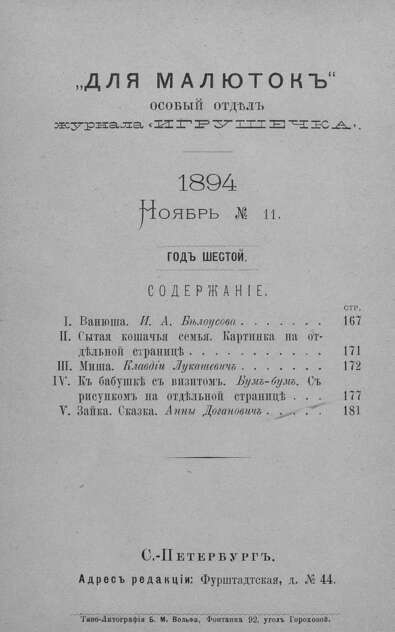 „ДЛЯ МАЛЮТОКЪ“
ОСОБЫЙ ОТДѢЛЪ
журнала «ИГРУШЕЧКА».
1894
Ноябрь № 11.
ГОДЪ ШЕСТОЙ.
СОДЕРЖАНІЕ.
СТР.
I. Ванюша. И. А. Бѣлоусова . . . . . . . 167
II. Сытая кошачья семья. Картинка на от-
дѣльной страницѣ . . . . . . . . . . 171
III. Миша. Клавдіи Лукашевичъ . . . . . . . 172
IV. Къ бабушкѣ съ визитомъ. Бумъ-бумъ. Съ
рисункомъ на отдѣльной страницѣ . . . 177
V. Зайка. Сказка. Анны Догановичъ . . . . . 181
С.-Петербургъ.
Адресъ редакціи: Фурштадтская, д. № 44.
Типо-Литографія Б. М. Вольфа, Фонтанка 92, уголъ Гороховой.